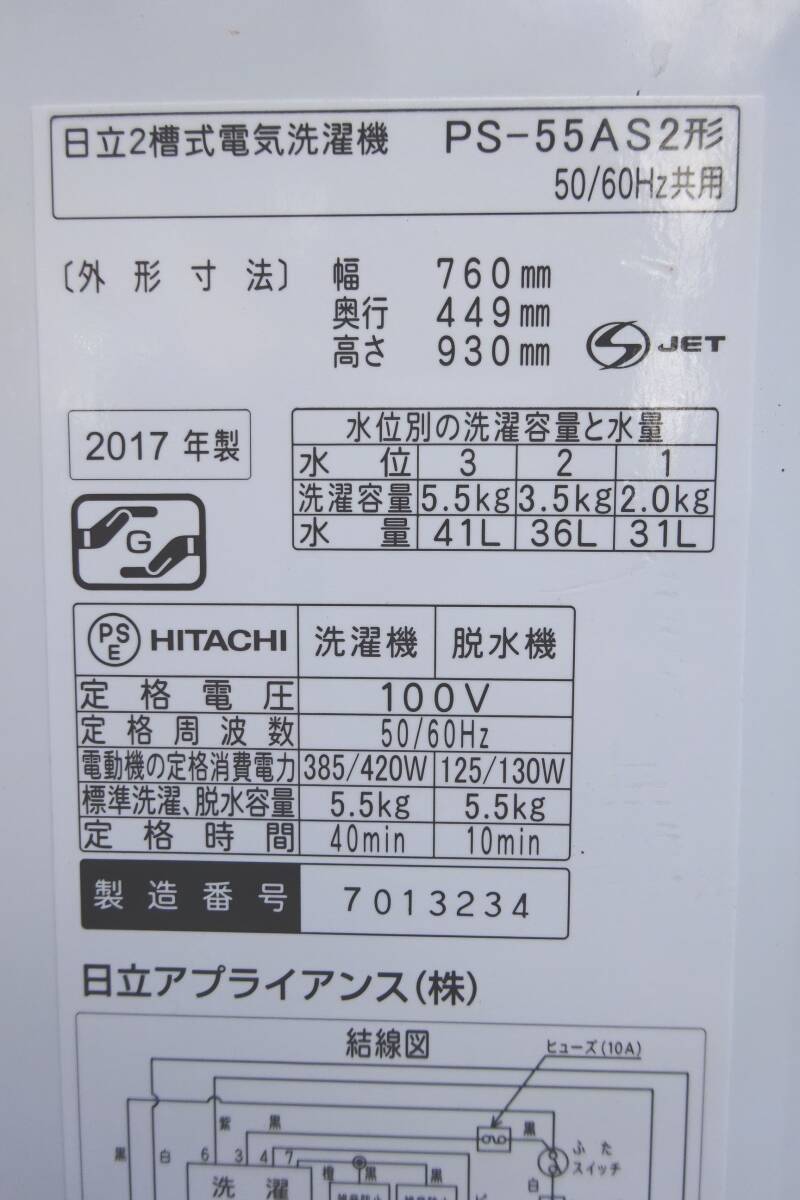 日立2槽式電気洗濯機 PS-55AS2形
50/60Hz共用
〔外形寸法〕 幅 760mm
奥行 449mm
高さ 930mm
S JET
2017年製
G
水位別の洗濯容量と水量
水位 3 2 1
洗濯容量 5.5kg 3.5kg 2.0kg
水量 41L 36L 31L
PSE HITACHI 洗濯機 脱水機
定格電圧 100V
定格周波数 50/60Hz
電動機の定格消費電力 385/420W 125/130W
標準洗濯、脱水容量 5.5kg 5.5kg
定格時間 40min 10min
製造番号 7013234
日立アプライアンス(株)
結線図
ヒューズ(10A)
紫 黒 黒
黒 白 6 3 4 7 ふた
スイッチ
洗濯 橙 黒 黒 白